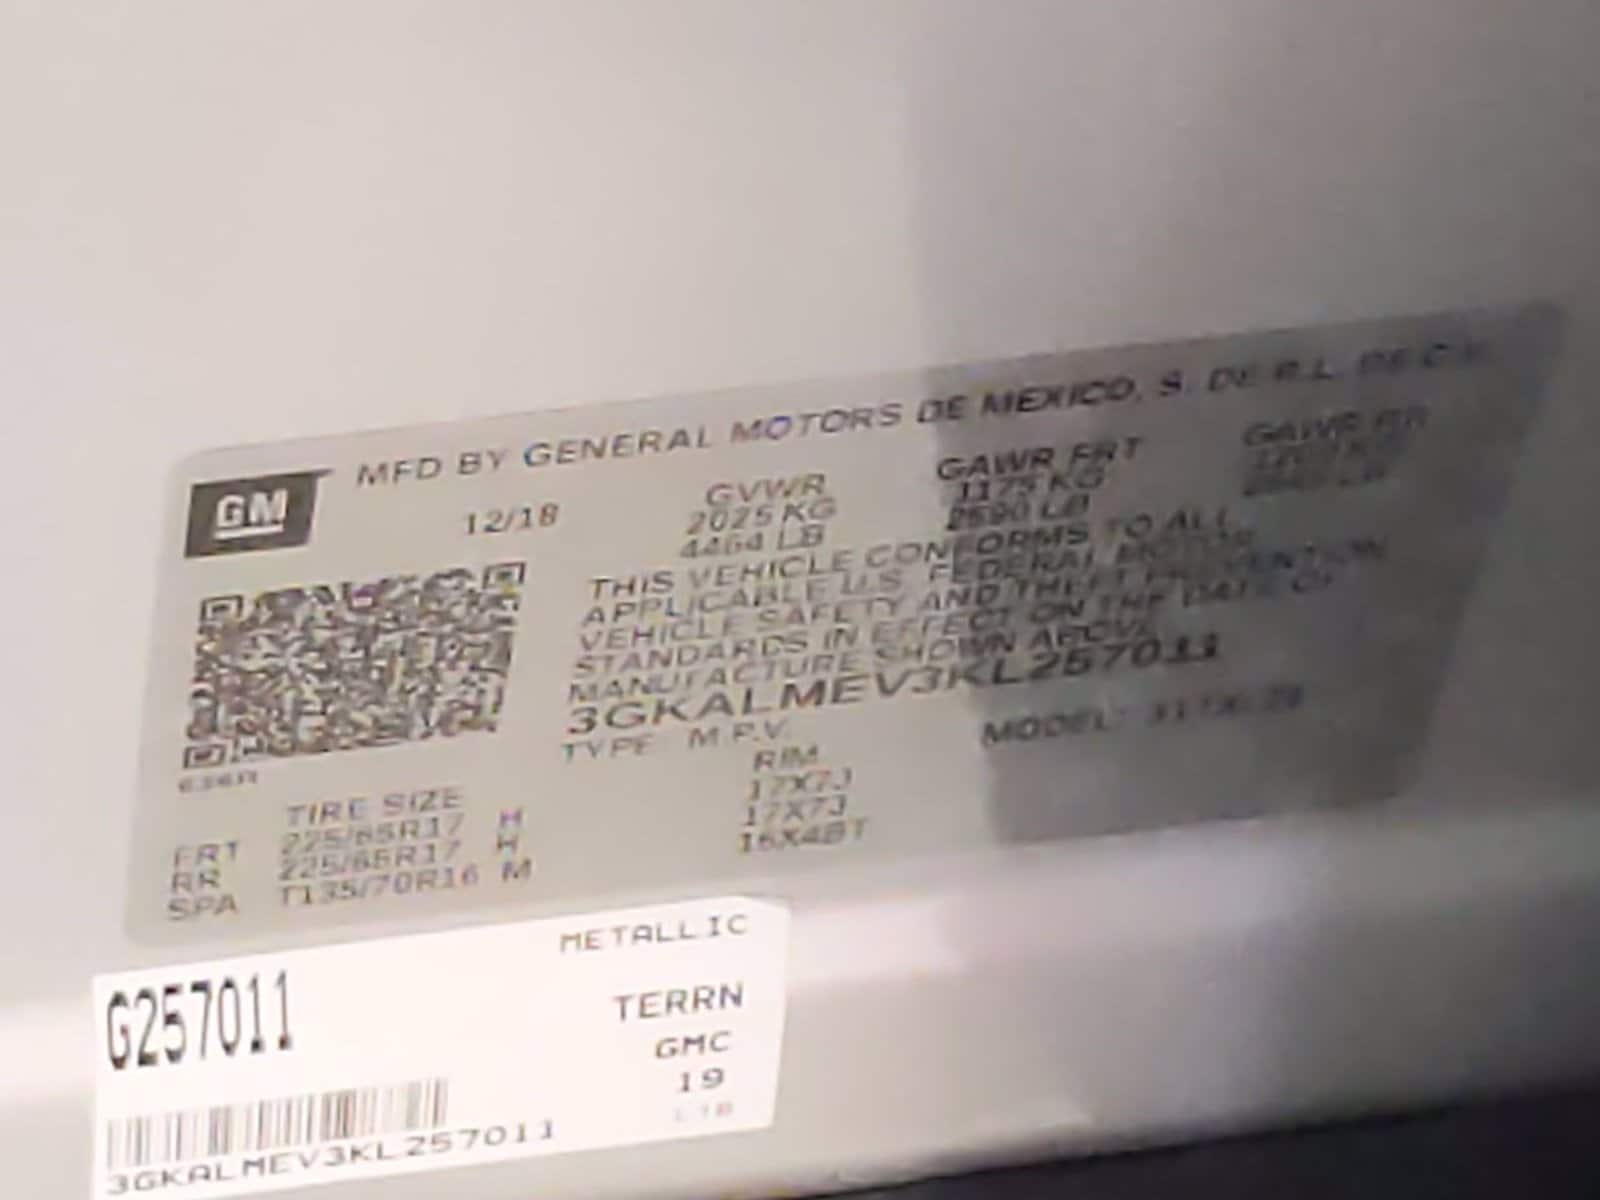 MFD BY GENERAL MOTORS DE MEXICO, S. DE R.L. DE C.V.
GM
12/18
GVWR GAWR FRT GAWR RR
2025 KG 1175 KG
4464 LB 2590 LB
THIS VEHICLE CONFORMS TO ALL
APPLICABLE U.S. FEDERAL MOTOR
VEHICLE SAFETY AND THEFT PREVENTION
STANDARDS IN EFFECT ON THE DATE OF
MANUFACTURE SHOWN ABOVE
3GKALMEV3KL257011
TYPE M.P.V. MODEL:
TIRE SIZE RIM
FRT 225/65R17 H 17X7J
RR 225/65R17 H 17X7J
SPA T135/70R16 M 16X4BT
METALLIC
G257011
TERRN
GMC
19
3GKALMEV3KL257011